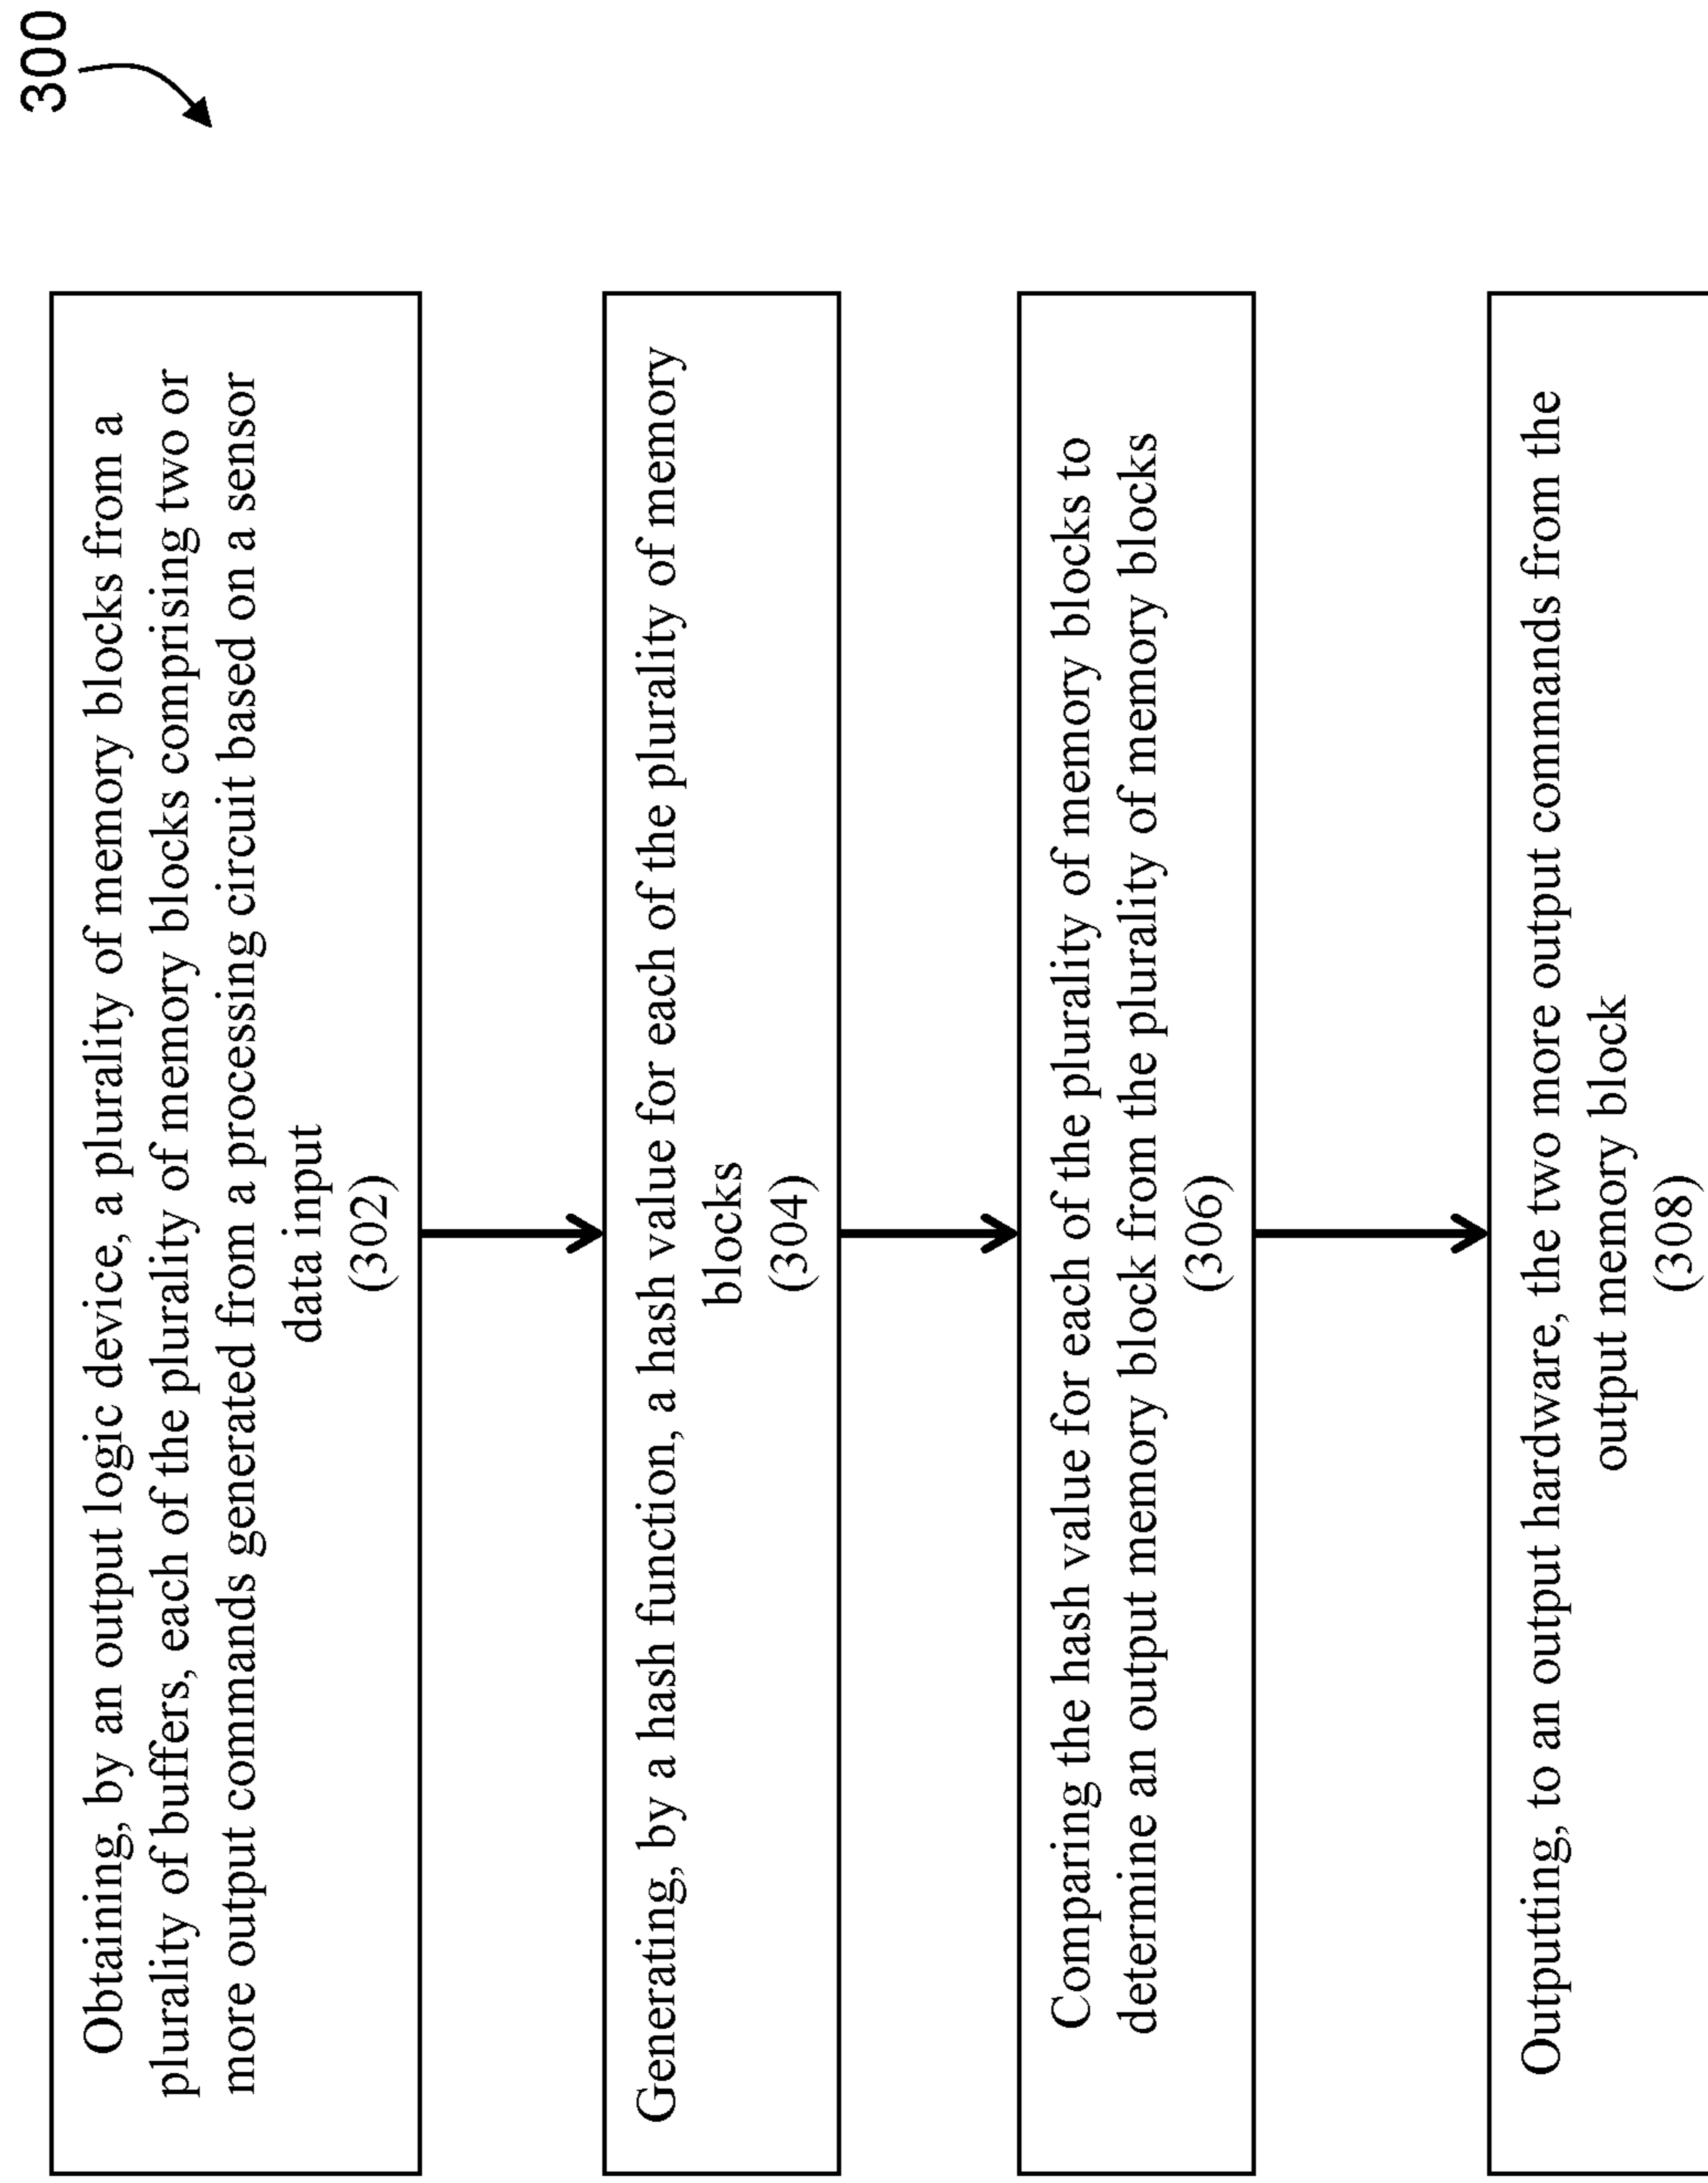 300
Obtaining, by an output logic device, a plurality of memory blocks from a
plurality of buffers, each of the plurality of memory blocks comprising two or
more output commands generated from a processing circuit based on a sensor
data input
(302)
Generating, by a hash function, a hash value for each of the plurality of memory
blocks
(304)
Comparing the hash value for each of the plurality of memory blocks to
determine an output memory block from the plurality of memory blocks
(306)
Outputting, to an output hardware, the two more output commands from the
output memory block
(308)